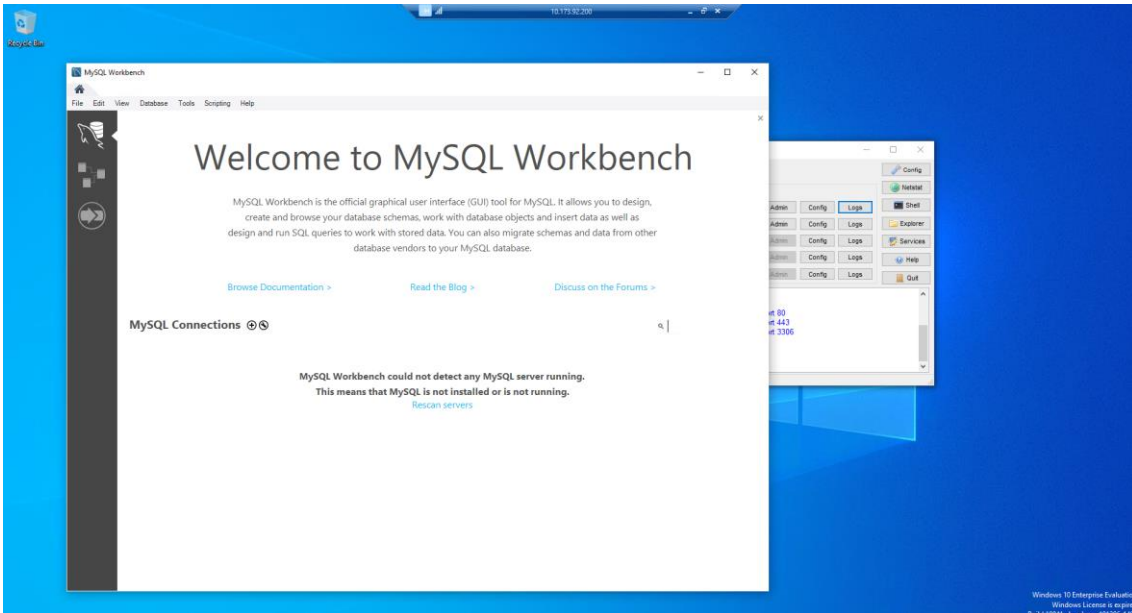 10.173.92.200
Recycle Bin
MySQL Workbench
File Edit View Database Tools Scripting Help
Welcome to MySQL Workbench
MySQL Workbench is the official graphical user interface (GUI) tool for MySQL. It allows you to design,
create and browse your database schemas, work with database objects and insert data as well as
design and run SQL queries to work with stored data. You can also migrate schemas and data from other
database vendors to your MySQL database.
Browse Documentation > Read the Blog > Discuss on the Forums >
MySQL Connections
MySQL Workbench could not detect any MySQL server running.
This means that MySQL is not installed or is not running.
Rescan servers
Config
Netstat
Admin Config Logs Shell
Admin Config Logs Explorer
Admin Config Logs Services
Admin Config Logs Help
Quit
80
443
3306
Windows 10 Enterprise
Windows License is